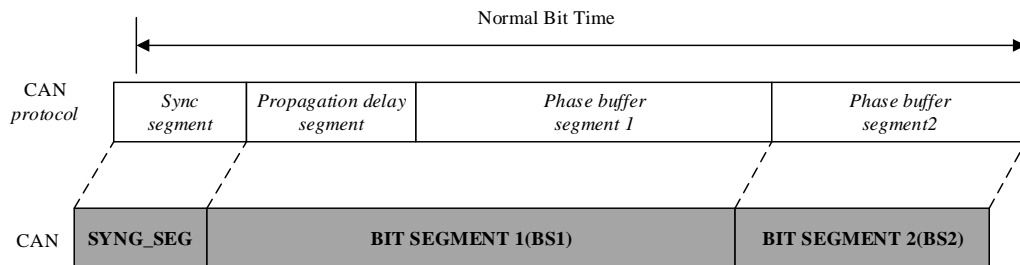 Normal Bit Time
CAN
protocol
Sync
segment
Propagation delay
segment
Phase buffer
segment 1
Phase buffer
segment2
CAN
SYNG_SEG
BIT SEGMENT 1(BS1)
BIT SEGMENT 2(BS2)